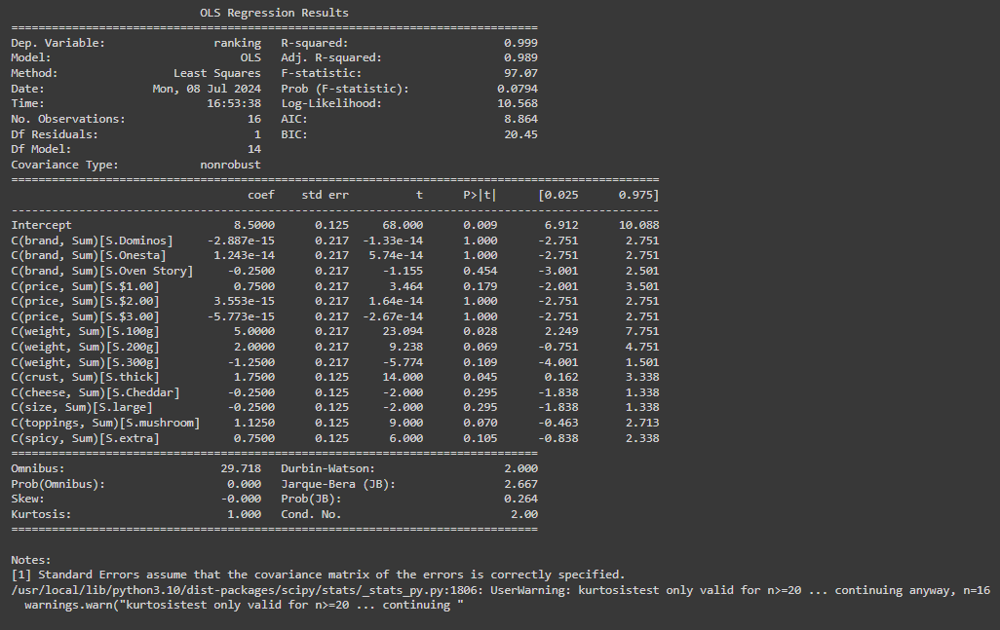 OLS Regression Results
==============================================================================
Dep. Variable:                ranking   R-squared:                       0.999
Model:                            OLS   Adj. R-squared:                  0.989
Method:                 Least Squares   F-statistic:                     97.07
Date:                Mon, 08 Jul 2024   Prob (F-statistic):             0.0794
Time:                        16:53:38   Log-Likelihood:                 10.568
No. Observations:                  16   AIC:                             8.864
Df Residuals:                       1   BIC:                             20.45
Df Model:                          14
Covariance Type:            nonrobust
================================================================================================
                                   coef    std err          t      P>|t|      [0.025      0.975]
------------------------------------------------------------------------------------------------
Intercept                        8.5000      0.125     68.000      0.009       6.912      10.088
C(brand, Sum)[S.Dominos]     -2.887e-15      0.217  -1.33e-14      1.000      -2.751       2.751
C(brand, Sum)[S.Onesta]       1.243e-14      0.217   5.74e-14      1.000      -2.751       2.751
C(brand, Sum)[S.Oven Story]     -0.2500      0.217     -1.155      0.454      -3.001       2.501
C(price, Sum)[S.$1.00]           0.7500      0.217      3.464      0.179      -2.001       3.501
C(price, Sum)[S.$2.00]        3.553e-15      0.217   1.64e-14      1.000      -2.751       2.751
C(price, Sum)[S.$3.00]       -5.773e-15      0.217  -2.67e-14      1.000      -2.751       2.751
C(weight, Sum)[S.100g]           5.0000      0.217     23.094      0.028       2.249       7.751
C(weight, Sum)[S.200g]           2.0000      0.217      9.238      0.069      -0.751       4.751
C(weight, Sum)[S.300g]          -1.2500      0.217     -5.774      0.109      -4.001       1.501
C(crust, Sum)[S.thick]           1.7500      0.125     14.000      0.045       0.162       3.338
C(cheese, Sum)[S.Cheddar]       -0.2500      0.125     -2.000      0.295      -1.838       1.338
C(size, Sum)[S.large]           -0.2500      0.125     -2.000      0.295      -1.838       1.338
C(toppings, Sum)[S.mushroom]     1.1250      0.125      9.000      0.070      -0.463       2.713
C(spicy, Sum)[S.extra]           0.7500      0.125      6.000      0.105      -0.838       2.338
==============================================================================
Omnibus:                       29.718   Durbin-Watson:                   2.000
Prob(Omnibus):                  0.000   Jarque-Bera (JB):                2.667
Skew:                          -0.000   Prob(JB):                        0.264
Kurtosis:                       1.000   Cond. No.                         2.00
==============================================================================
Notes:
[1] Standard Errors assume that the covariance matrix of the errors is correctly specified.
/usr/local/lib/python3.10/dist-packages/scipy/stats/_stats_py.py:1806: UserWarning: kurtosistest only valid for n>=20 ... continuing anyway, n=16
  warnings.warn("kurtosistest only valid for n>=20 ... continuing "